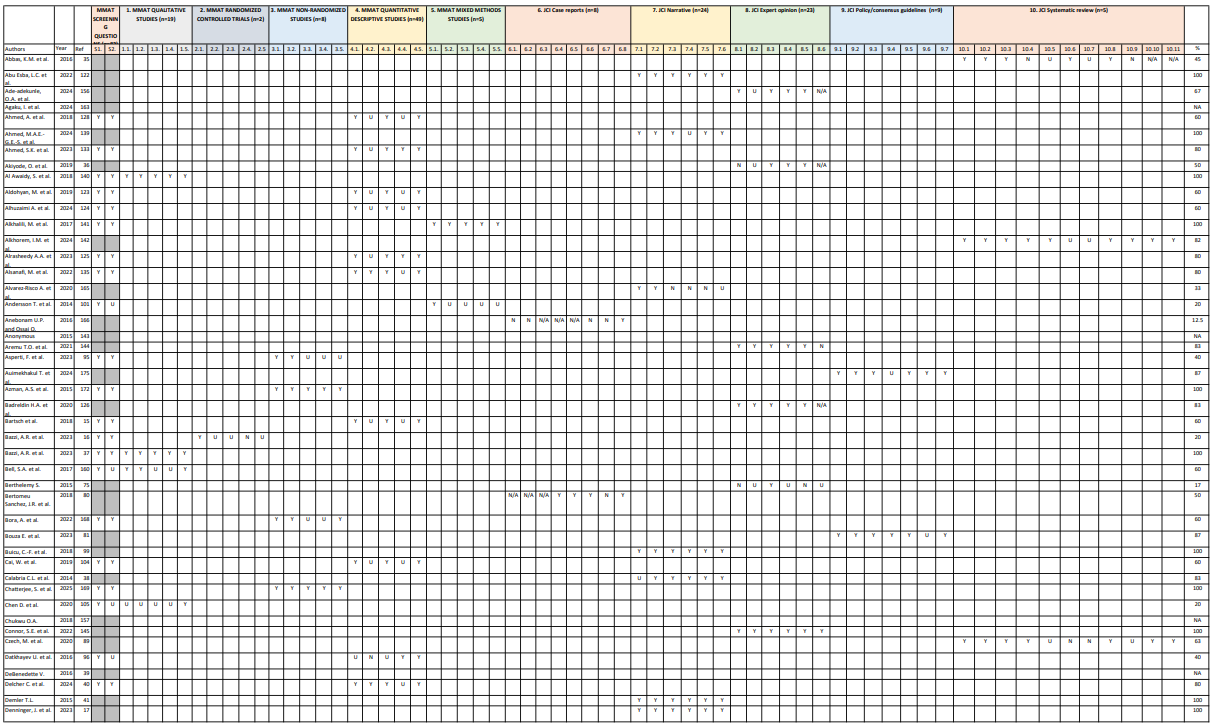 MMAT SCREENIN G QUESTIO 1. MMAT QUALITATIVE STUDIES (n=19) 2. MMAT RANDOMIZED CONTROLLED TRIALS (n=2) 3. MMAT NON-RANDOMIZED STUDIES (n=8) 4. MMAT QUANTITATIVE DESCRIPTIVE STUDIES (n=49) 5. MMAT MIXED METHODS STUDIES (n=5) 6. JCI Case reports (n=8) 7. JCI Narrative (n=24) 8. JCI Expert opinion (n=23) 9. JCI Policy/consensus guidelines (n=9) 10. JCI Systematic review (n=5)
Authors Year Ref S1. S2. 1.1. 1.2. 1.3. 1.4. 1.5. 2.1. 2.2. 2.3. 2.4. 2.5 3.1. 3.2. 3.3. 3.4. 3.5. 4.1. 4.2. 4.3. 4.4. 4.5. 5.1. 5.2. 5.3. 5.4. 5.5. 6.1. 6.2 6.3 6.4 6.5 6.6 6.7 6.8 7.1 7.2 7.3 7.4 7.5 7.6 8.1 8.2 8.3 8.4 8.5 8.6 9.1 9.2 9.3 9.4 9.5 9.6 9.7 10.1 10.2 10.3 10.4 10.5 10.6 10.7 10.8 10.9 10.10 10.11 %
Abbas, K.M. et al. 2016 35 Y Y Y N U Y U Y N N/A N/A 45
Abu Esba, L.C. et al. 2022 122 Y Y Y Y Y Y 100
Ade-adekunle, O.A. et al. 2024 156 Y U Y Y Y N/A 67
Agaku, I. et al. 2024 163 NA
Ahmed, A. et al. 2018 128 Y Y Y U Y U Y 60
Ahmed, M.A.E.-G.E.-S. et al. 2024 139 Y Y Y U Y Y 100
Ahmed, S.K. et al. 2023 133 Y Y Y U Y Y Y 80
Akiyode, O. et al. 2019 36 N U Y Y Y N/A 50
Al Awaidy, S. et al. 2018 140 Y Y Y Y Y Y Y 100
Aldohyan, M. et al. 2019 123 Y Y Y U Y U Y 60
Alhuzaimi A. et al. 2024 124 Y Y Y U Y U Y 60
Alkhalili, M. et al. 2017 141 Y Y Y Y Y Y Y 100
Alkhorem, I.M. et al. 2024 142 Y Y Y Y Y U U Y Y Y Y 82
Alrasheedy A.A. et al. 2023 125 Y Y Y U Y Y Y 80
Alsanafi, M. et al. 2022 135 Y Y Y Y Y U Y 80
Alvarez-Risco A. et al. 2020 165 Y Y N N N U 33
Andersson T. et al. 2014 101 Y U Y U U U U 20
Anebonam U.P. and Ossai O. 2016 166 N N N/A N/A N/A N N Y 12.5
Anonymous 2015 143 NA
Aremu T.O. et al. 2021 144 Y Y Y Y Y N 83
Asperti, F. et al. 2023 95 Y Y Y Y U U U 40
Auimekhakul T. et al. 2024 175 Y Y Y U Y Y Y 87
Azman, A.S. et al. 2015 172 Y Y Y Y Y Y Y 100
Badreldin H.A. et al. 2020 126 Y Y Y Y Y N/A 83
Bartsch et al. 2018 15 Y Y Y U Y U Y 60
Bazzi, A.R. et al. 2023 16 Y Y Y U U N U 20
Bazzi, A.R. et al. 2023 37 Y Y Y Y Y Y Y 100
Bell, S.A. et al. 2017 160 Y U Y Y U U Y 60
Berthelemy S. 2015 75 N U Y U N U 17
Bertomeu Sanchez, J.R. et al. 2018 80 N/A N/A N/A Y Y Y N Y 50
Bora, A. et al. 2022 168 Y Y Y Y U U Y 60
Bouza E. et al. 2023 81 Y Y Y Y Y U Y 87
Buicu, C.-F. et al. 2018 99 Y Y Y Y Y Y 100
Cai, W. et al. 2019 104 Y Y Y U Y U Y 60
Calabria C.L. et al. 2014 38 U Y Y Y Y Y 83
Chatterjee, S. et al. 2025 169 Y Y Y Y Y Y Y 100
Chen D. et al. 2020 105 Y U U U U U Y 20
Chukwu O.A. 2018 157 NA
Connor, S.E. et al. 2022 145 Y Y Y Y Y Y 100
Czech, M. et al. 2020 89 Y Y Y Y U N N Y U Y Y 63
Datkhayev U. et al. 2016 96 Y U U N U Y Y 40
DeBenedette V. 2016 39 NA
Delcher C. et al. 2024 40 Y Y Y Y Y U Y 80
Demler T.L. 2015 41 Y Y Y Y Y Y 100
Denninger, J. et al. 2023 17 Y Y Y Y Y Y 100